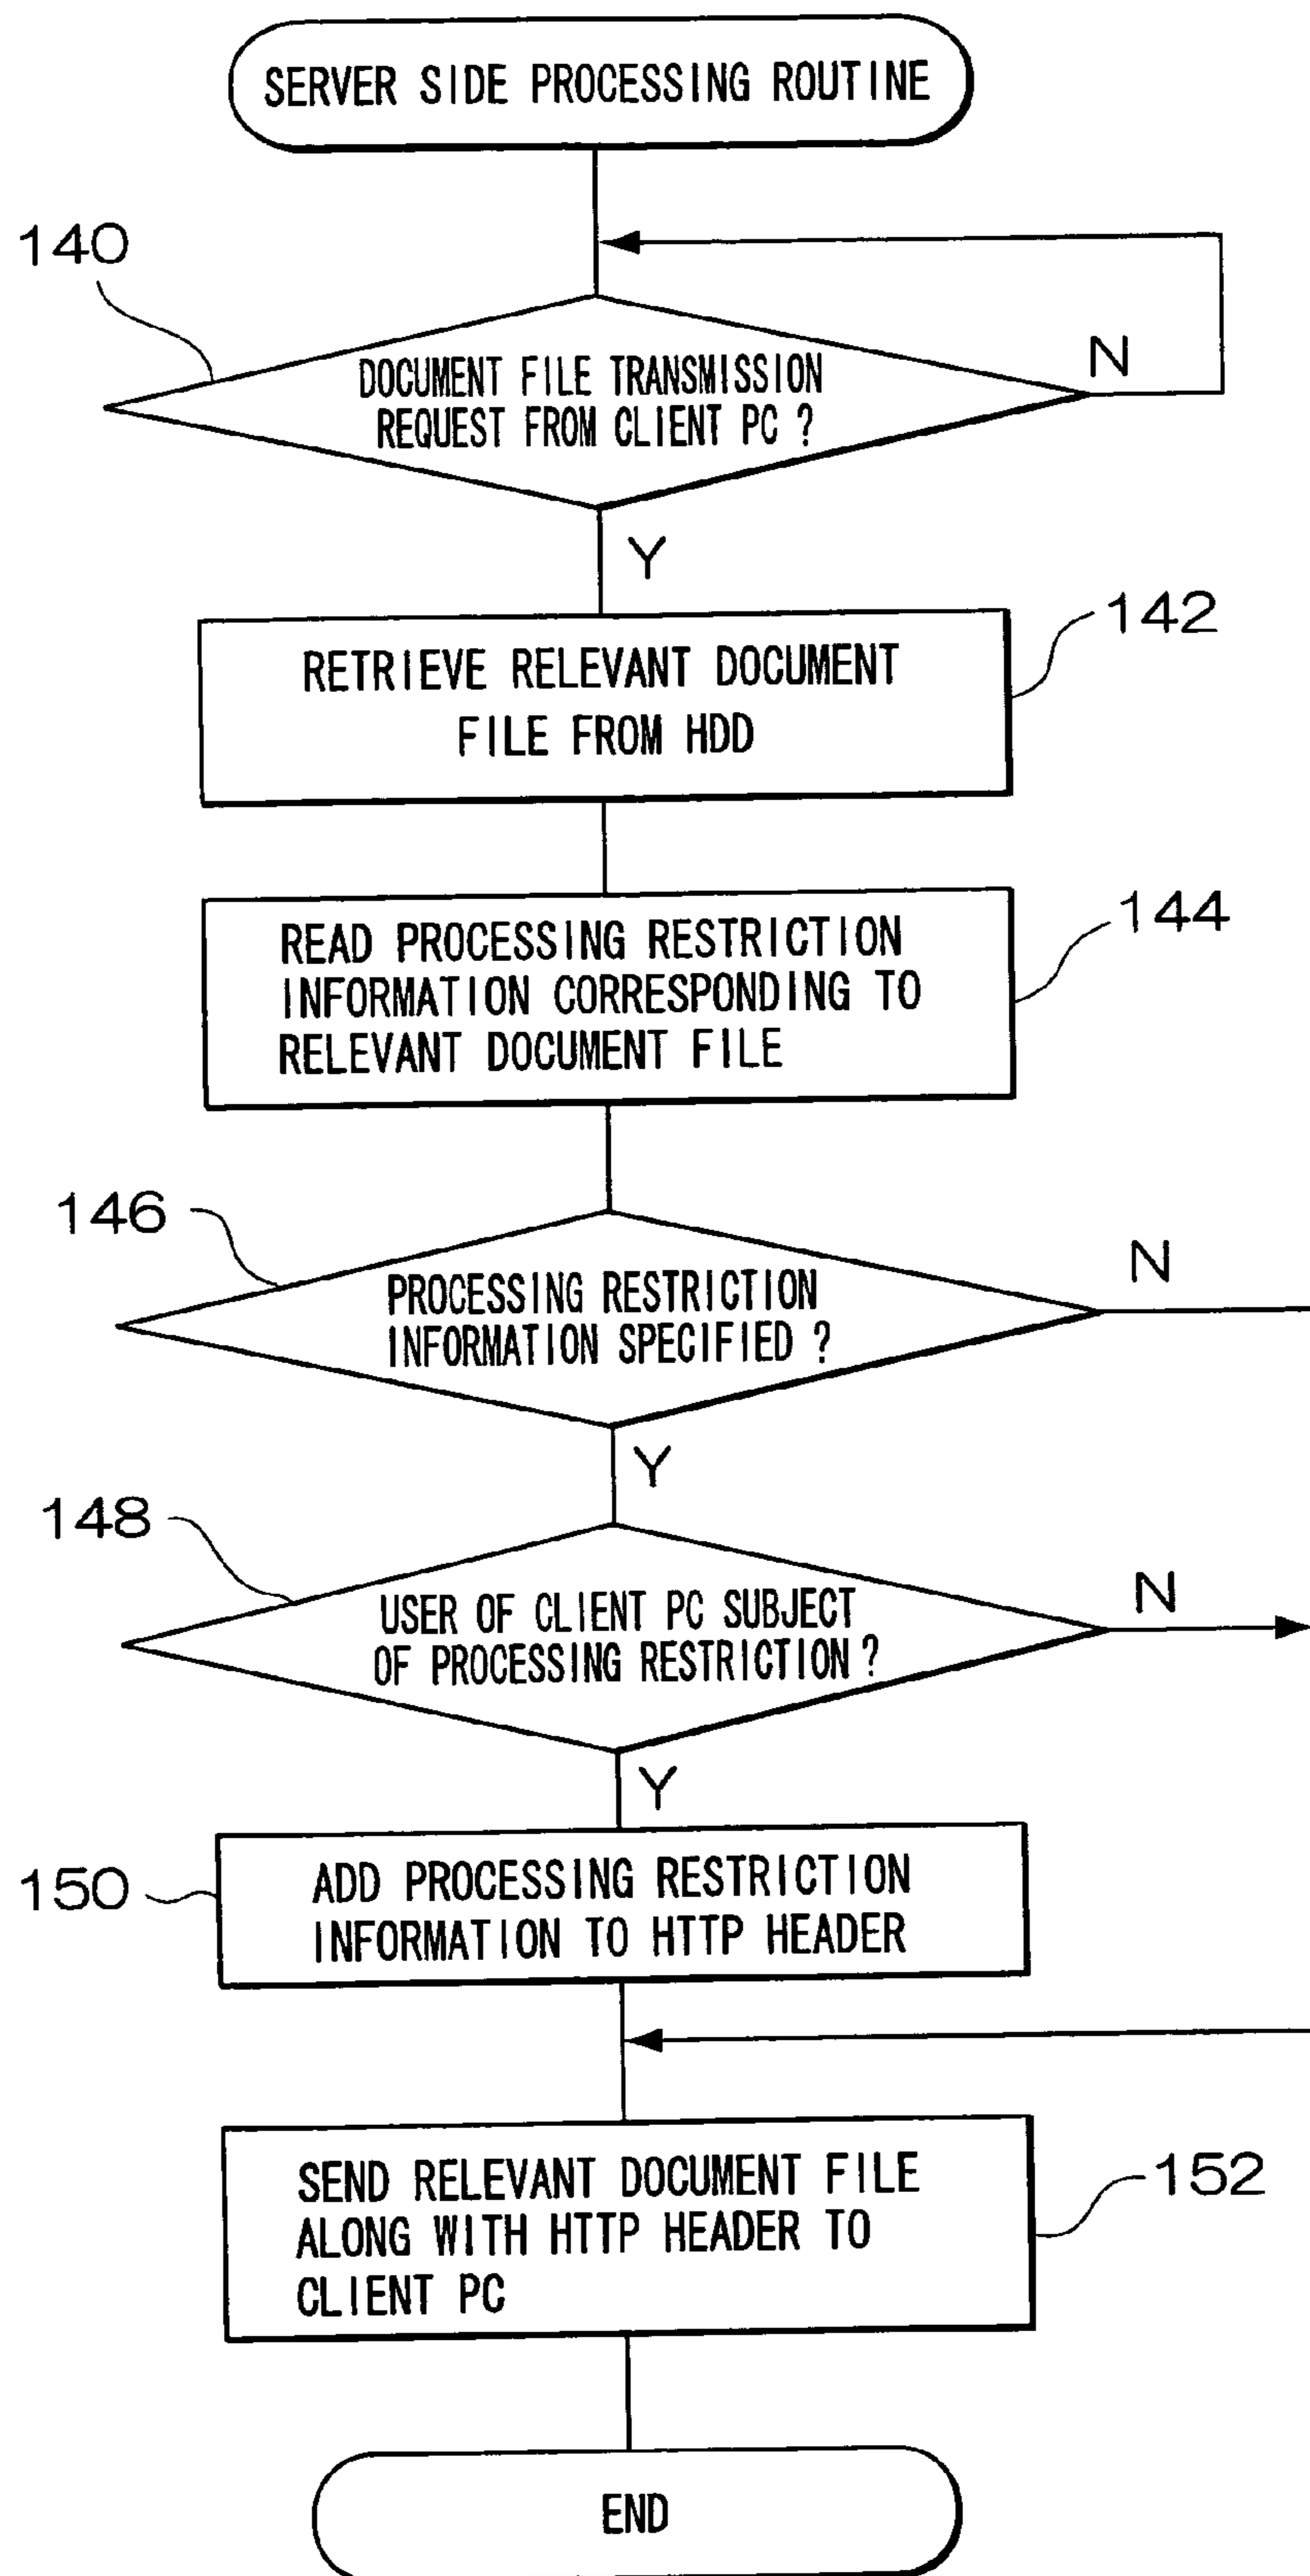 SERVER SIDE PROCESSING ROUTINE
140
DOCUMENT FILE TRANSMISSION
REQUEST FROM CLIENT PC ?
N
Y
RETRIEVE RELEVANT DOCUMENT
FILE FROM HDD
142
READ PROCESSING RESTRICTION
INFORMATION CORRESPONDING TO
RELEVANT DOCUMENT FILE
144
146
PROCESSING RESTRICTION
INFORMATION SPECIFIED ?
N
Y
148
USER OF CLIENT PC SUBJECT
OF PROCESSING RESTRICTION ?
N
Y
150
ADD PROCESSING RESTRICTION
INFORMATION TO HTTP HEADER
SEND RELEVANT DOCUMENT FILE
ALONG WITH HTTP HEADER TO
CLIENT PC
152
END